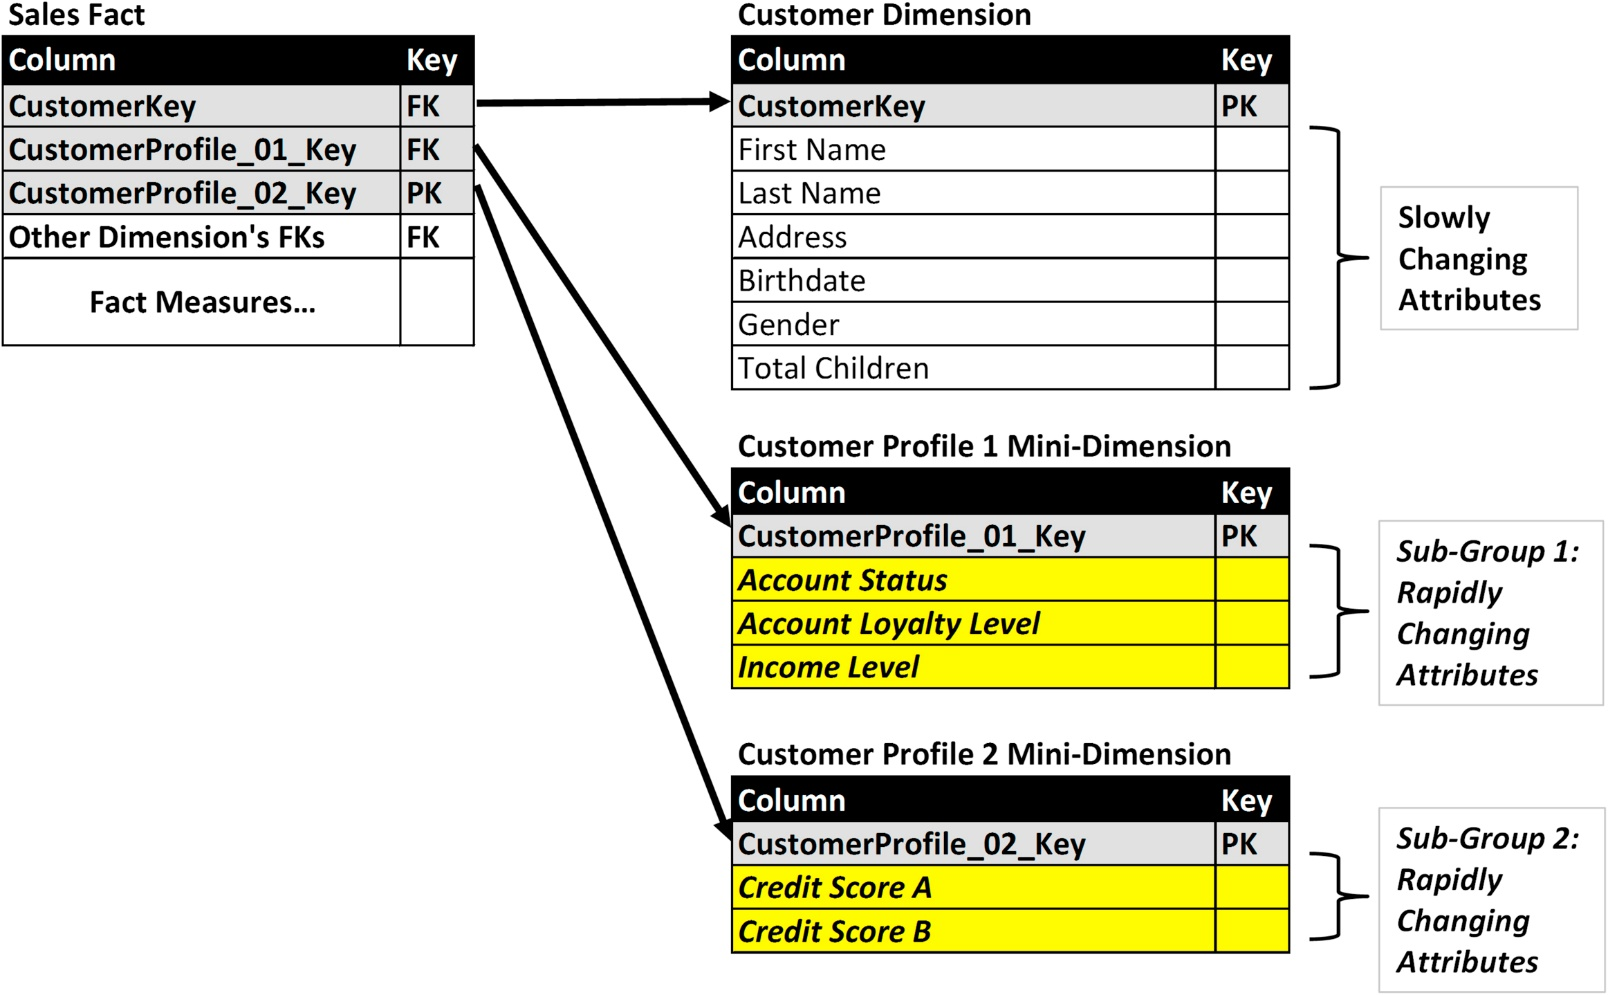 Sales Fact
Column Key
CustomerKey FK
CustomerProfile_01_Key FK
CustomerProfile_02_Key PK
Other Dimension's FKs FK
Fact Measures...
Customer Dimension
Column Key
CustomerKey PK
First Name
Last Name
Address
Birthdate
Gender
Total Children
Slowly
Changing
Attributes
Customer Profile 1 Mini-Dimension
Column Key
CustomerProfile_01_Key PK
Account Status
Account Loyalty Level
Income Level
Sub-Group 1:
Rapidly
Changing
Attributes
Customer Profile 2 Mini-Dimension
Column Key
CustomerProfile_02_Key PK
Credit Score A
Credit Score B
Sub-Group 2:
Rapidly
Changing
Attributes